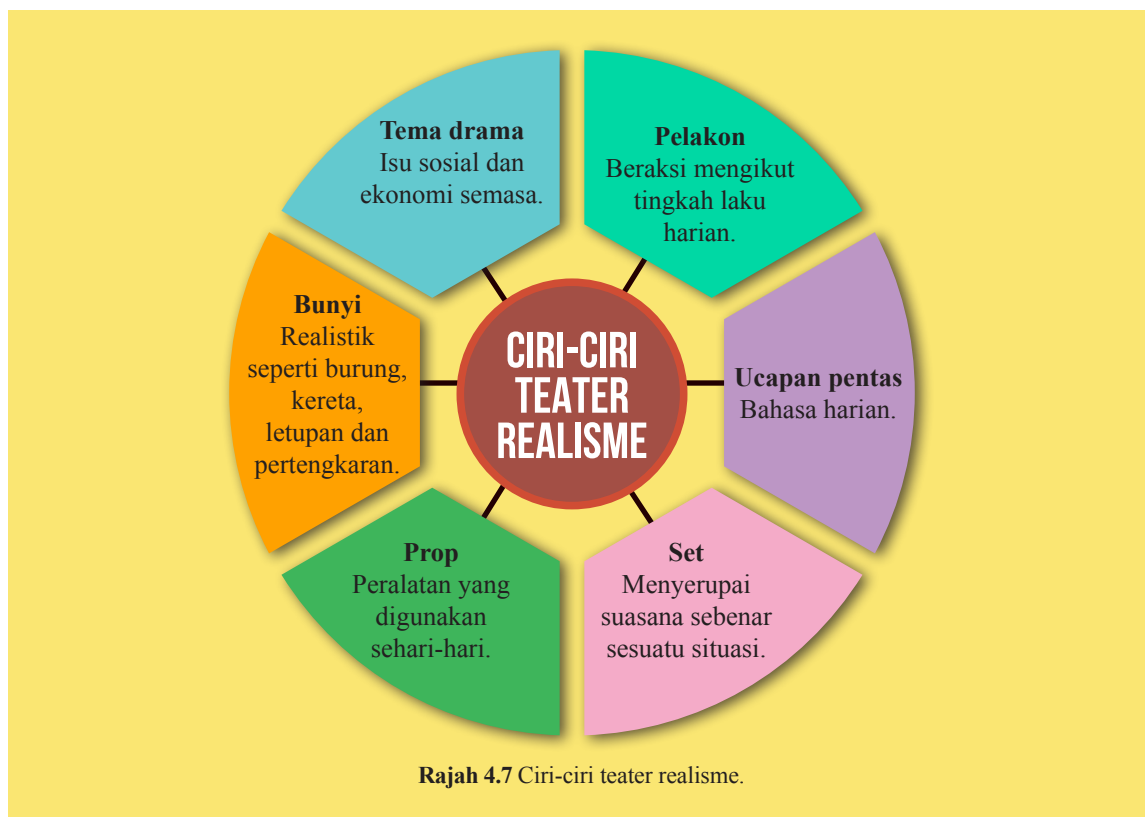 Tema drama
Isu sosial dan
ekonomi semasa.
Pelakon
Beraksi mengikut
tingkah laku
harian.
Bunyi
Realistik
seperti burung,
kereta,
letupan dan
pertengkaran.
CIRI-CIRI
TEATER
REALISME
Ucapan pentas
Bahasa harian.
Prop
Peralatan yang
digunakan
sehari-hari.
Set
Menyerupai
suasana sebenar
sesuatu situasi.
Rajah 4.7 Ciri-ciri teater realisme.